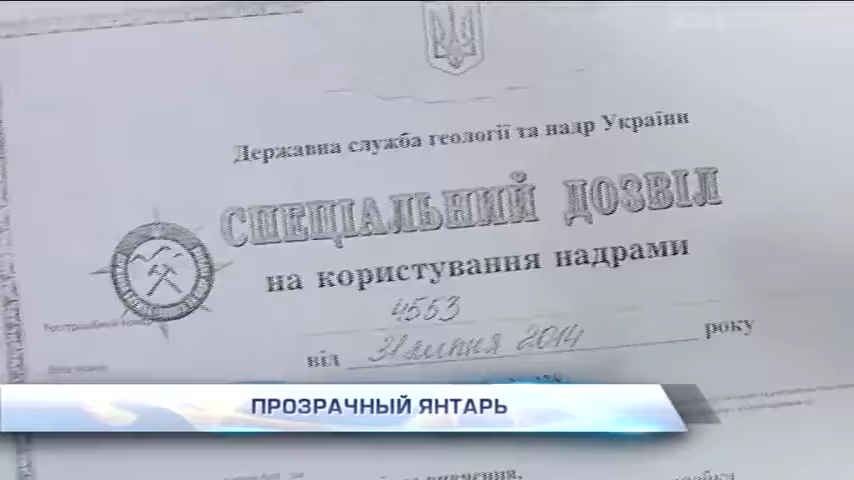 Державна служба геології та надр України
СПЕЦІАЛЬНИЙ ДОЗВІЛ
на користування надрами
4553
від 31 липня 2014 року
ПРОЗРАЧНЫЙ ЯНТАРЬ